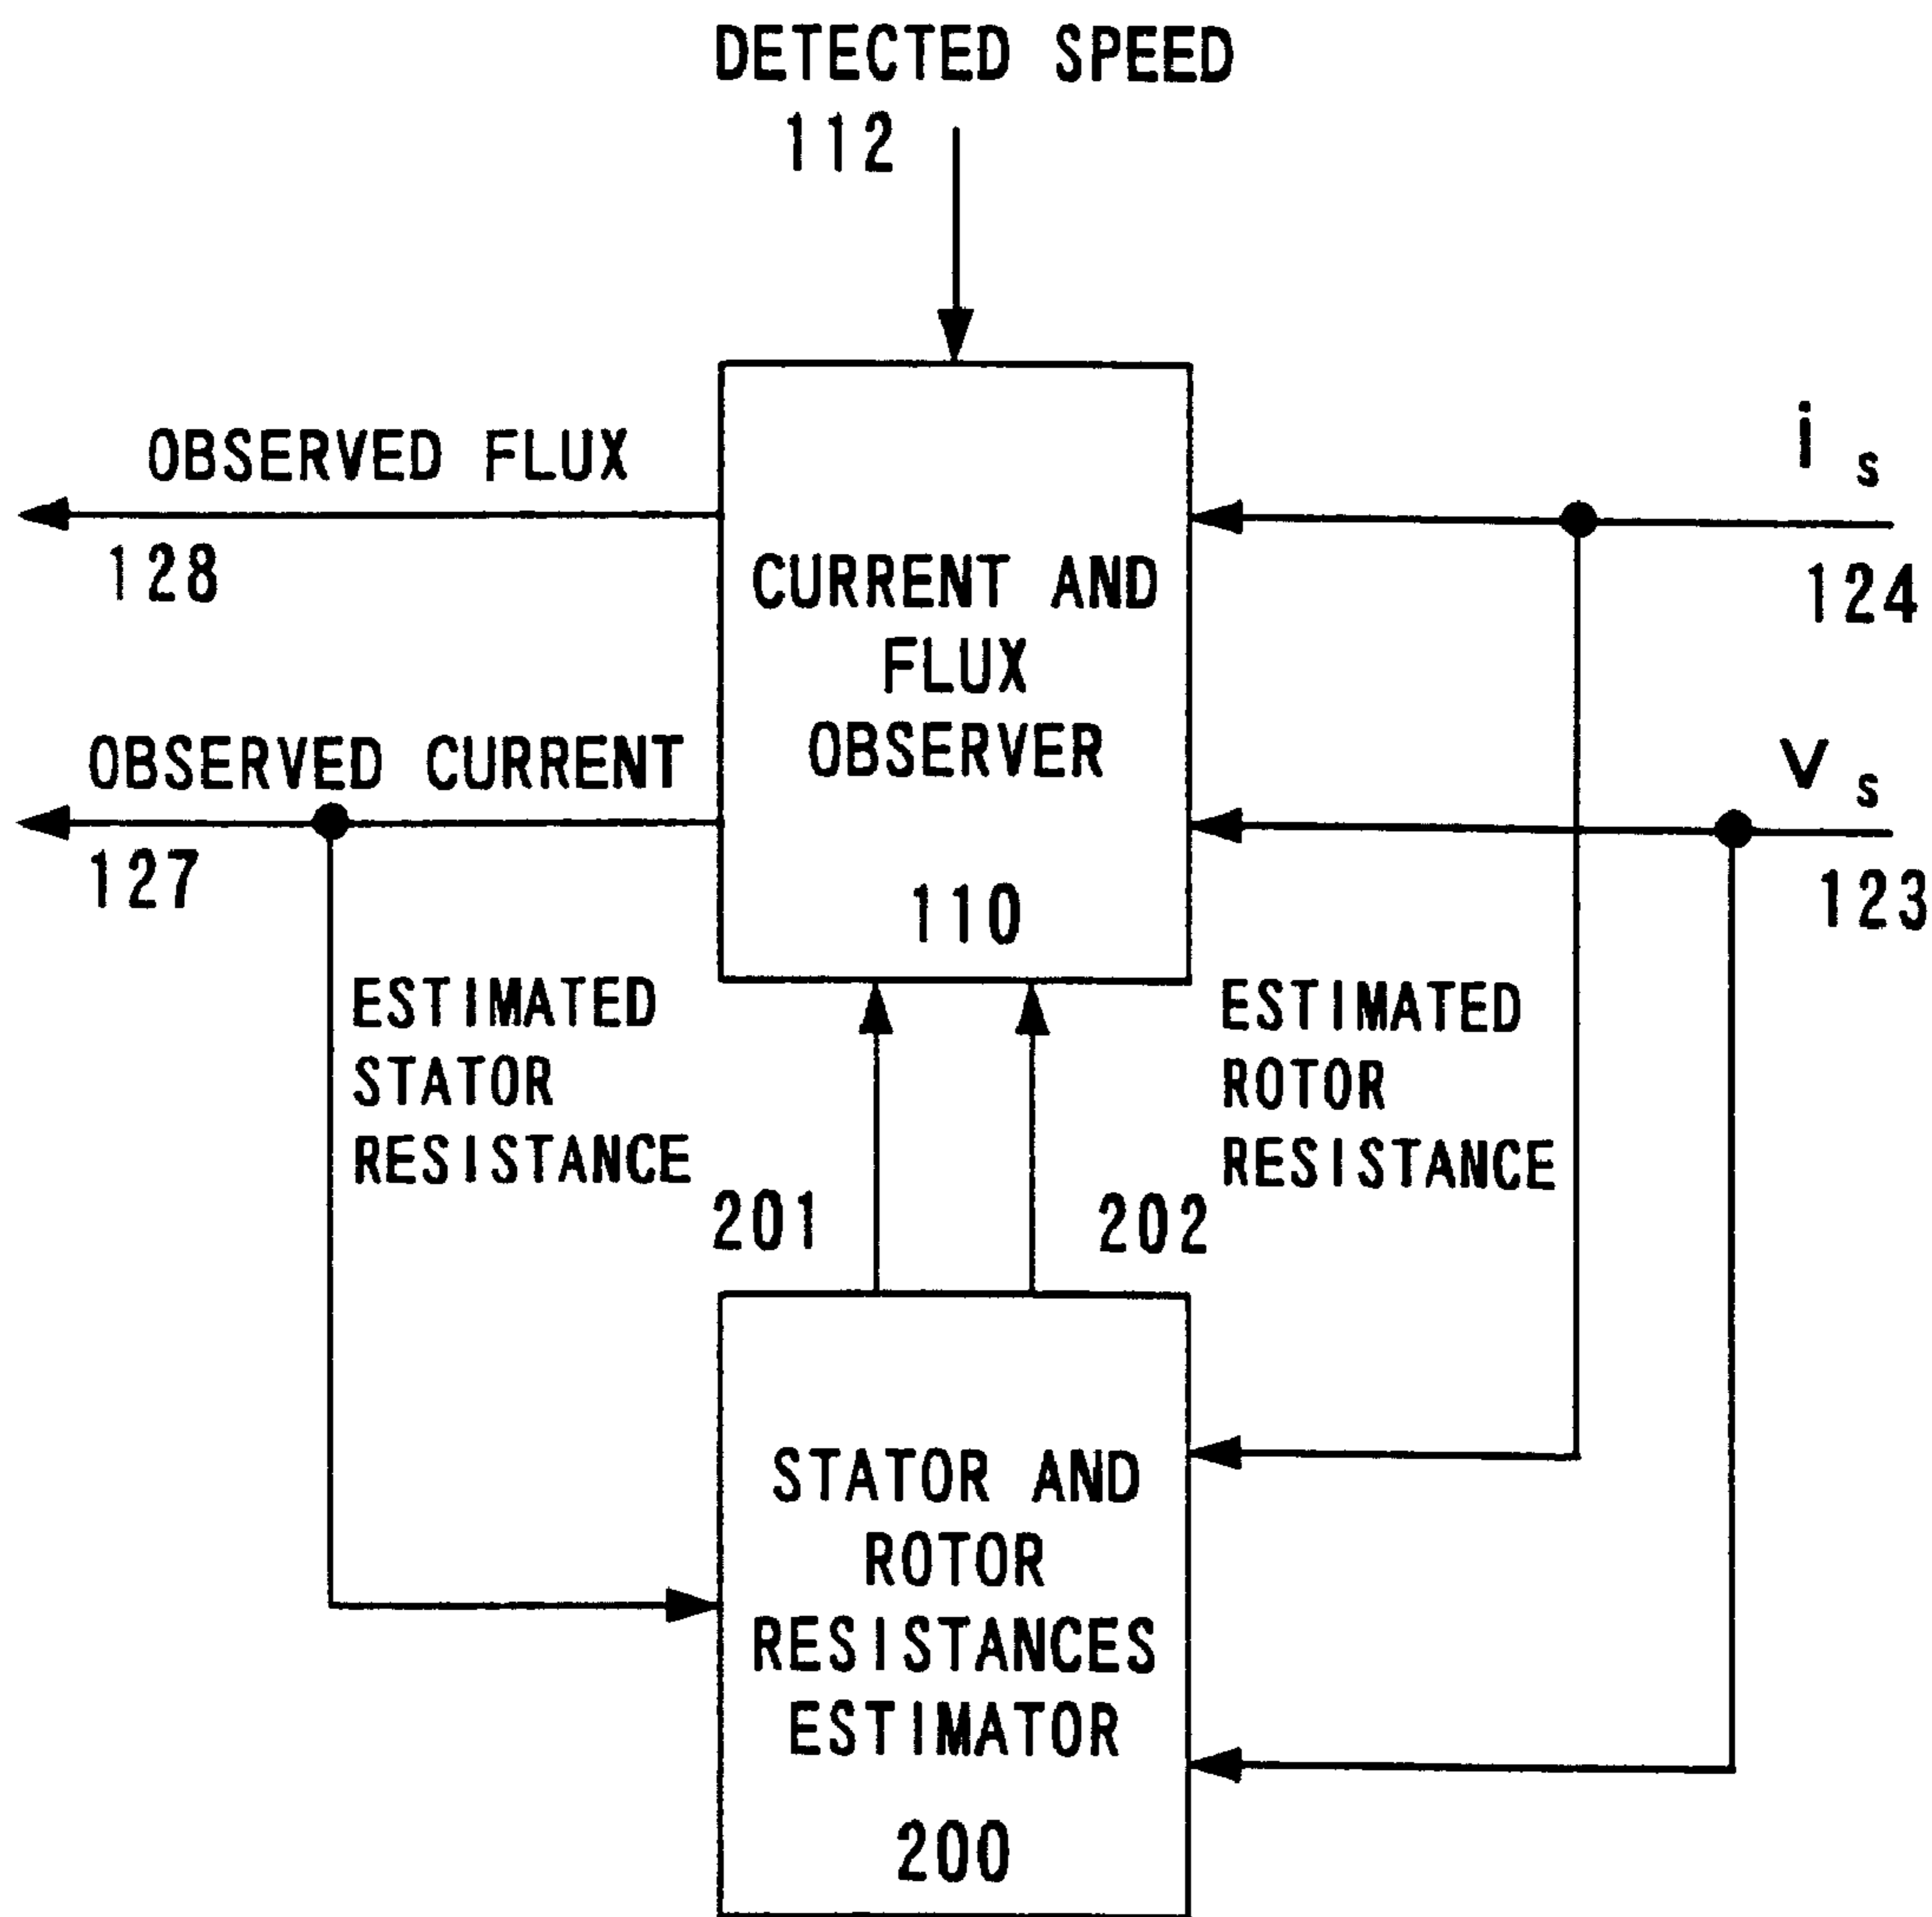 DETECTED SPEED
112
OBSERVED FLUX
128
i s
124
CURRENT AND
FLUX
OBSERVER
110
OBSERVED CURRENT
127
v s
123
ESTIMATED
STATOR
RESISTANCE
201
ESTIMATED
ROTOR
RESISTANCE
202
STATOR AND
ROTOR
RESISTANCES
ESTIMATOR
200